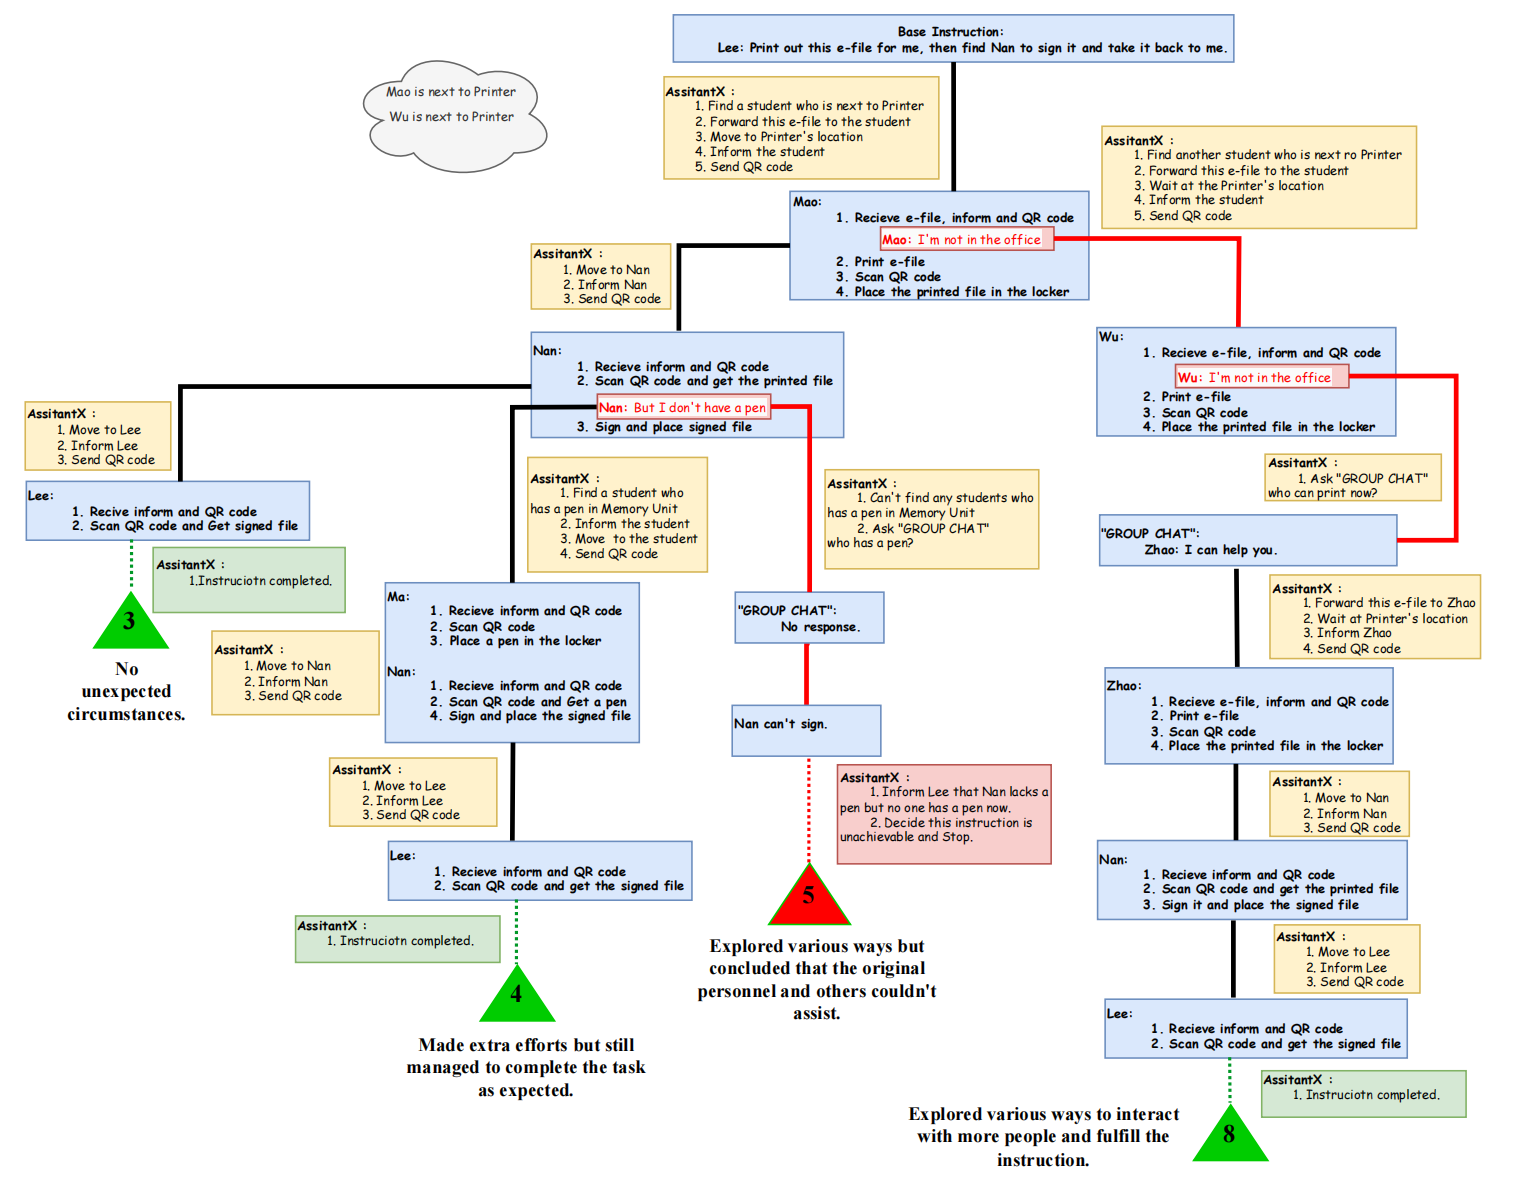 Base Instruction:
Lee: Print out this e-file for me, then find Nan to sign it and take it back to me.
Mao is next to Printer
Wu is next to Printer
AssitantX :
1. Find a student who is next to Printer
2. Forward this e-file to the student
3. Move to Printer's location
4. Inform the student
5. Send QR code
AssitantX :
1. Find another student who is next ro Printer
2. Forward this e-file to the student
3. Wait at the Printer's location
4. Inform the student
5. Send QR code
Mao:
1. Recieve e-file, inform and QR code
Mao: I'm not in the office
2. Print e-file
3. Scan QR code
4. Place the printed file in the locker
AssitantX :
1. Move to Nan
2. Inform Nan
3. Send QR code
Nan:
1. Recieve inform and QR code
2. Scan QR code and get the printed file
Nan: But I don't have a pen
3. Sign and place signed file
Wu:
1. Recieve e-file, inform and QR code
Wu: I'm not in the office
2. Print e-file
3. Scan QR code
4. Place the printed file in the locker
AssitantX :
1. Move to Lee
2. Inform Lee
3. Send QR code
Lee:
1. Recive inform and QR code
2. Scan QR code and Get signed file
AssitantX :
1.Instruciotn completed.
3
No
unexpected
circumstances.
AssitantX :
1. Find a student who
has a pen in Memory Unit
2. Inform the student
3. Move to the student
4. Send QR code
AssitantX :
1. Can't find any students who
has a pen in Memory Unit
2. Ask "GROUP CHAT"
who has a pen?
AssitantX :
1. Ask "GROUP CHAT"
who can print now?
"GROUP CHAT":
Zhao: I can help you.
Ma:
1. Recieve inform and QR code
2. Scan QR code
3. Place a pen in the locker
Nan:
1. Recieve inform and QR code
2. Scan QR code and Get a pen
4. Sign and place the signed file
AssitantX :
1. Move to Nan
2. Inform Nan
3. Send QR code
"GROUP CHAT":
No response.
Nan can't sign.
AssitantX :
1. Forward this e-file to Zhao
2. Wait at Printer's location
3. Inform Zhao
4. Send QR code
Zhao:
1. Recieve e-file, inform and QR code
2. Print e-file
3. Scan QR code
4. Place the printed file in the locker
AssitantX :
1. Move to Lee
2. Inform Lee
3. Send QR code
Lee:
1. Recieve inform and QR code
2. Scan QR code and get the signed file
AssitantX :
1. Instruciotn completed.
4
Made extra efforts but still
managed to complete the task
as expected.
AssitantX :
1. Inform Lee that Nan lacks a
pen but no one has a pen now.
2. Decide this instruction is
unachievable and Stop.
5
Explored various ways but
concluded that the original
personnel and others couldn't
assist.
AssitantX :
1. Move to Nan
2. Inform Nan
3. Send QR code
Nan:
1. Recieve inform and QR code
2. Scan QR code and get the printed file
3. Sign it and place the signed file
AssitantX :
1. Move to Lee
2. Inform Lee
3. Send QR code
Lee:
1. Recieve inform and QR code
2. Scan QR code and get the signed file
AssitantX :
1. Instruciotn completed.
8
Explored various ways to interact
with more people and fulfill the
instruction.